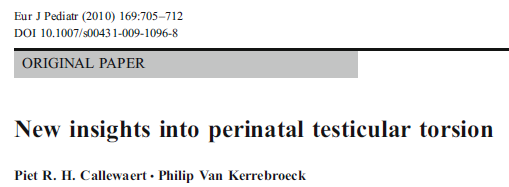 Eur J Pediatr (2010) 169:705–712
DOI 10.1007/s00431-009-1096-8
ORIGINAL PAPER
New insights into perinatal testicular torsion
Piet R. H. Callewaert · Philip Van Kerrebroeck